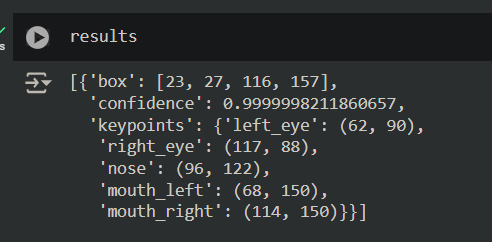 s
results
[{'box': [23, 27, 116, 157],
'confidence': 0.9999998211860657,
'keypoints': {'left_eye': (62, 90),
'right_eye': (117, 88),
'nose': (96, 122),
'mouth_left': (68, 150),
'mouth_right': (114, 150)}}]